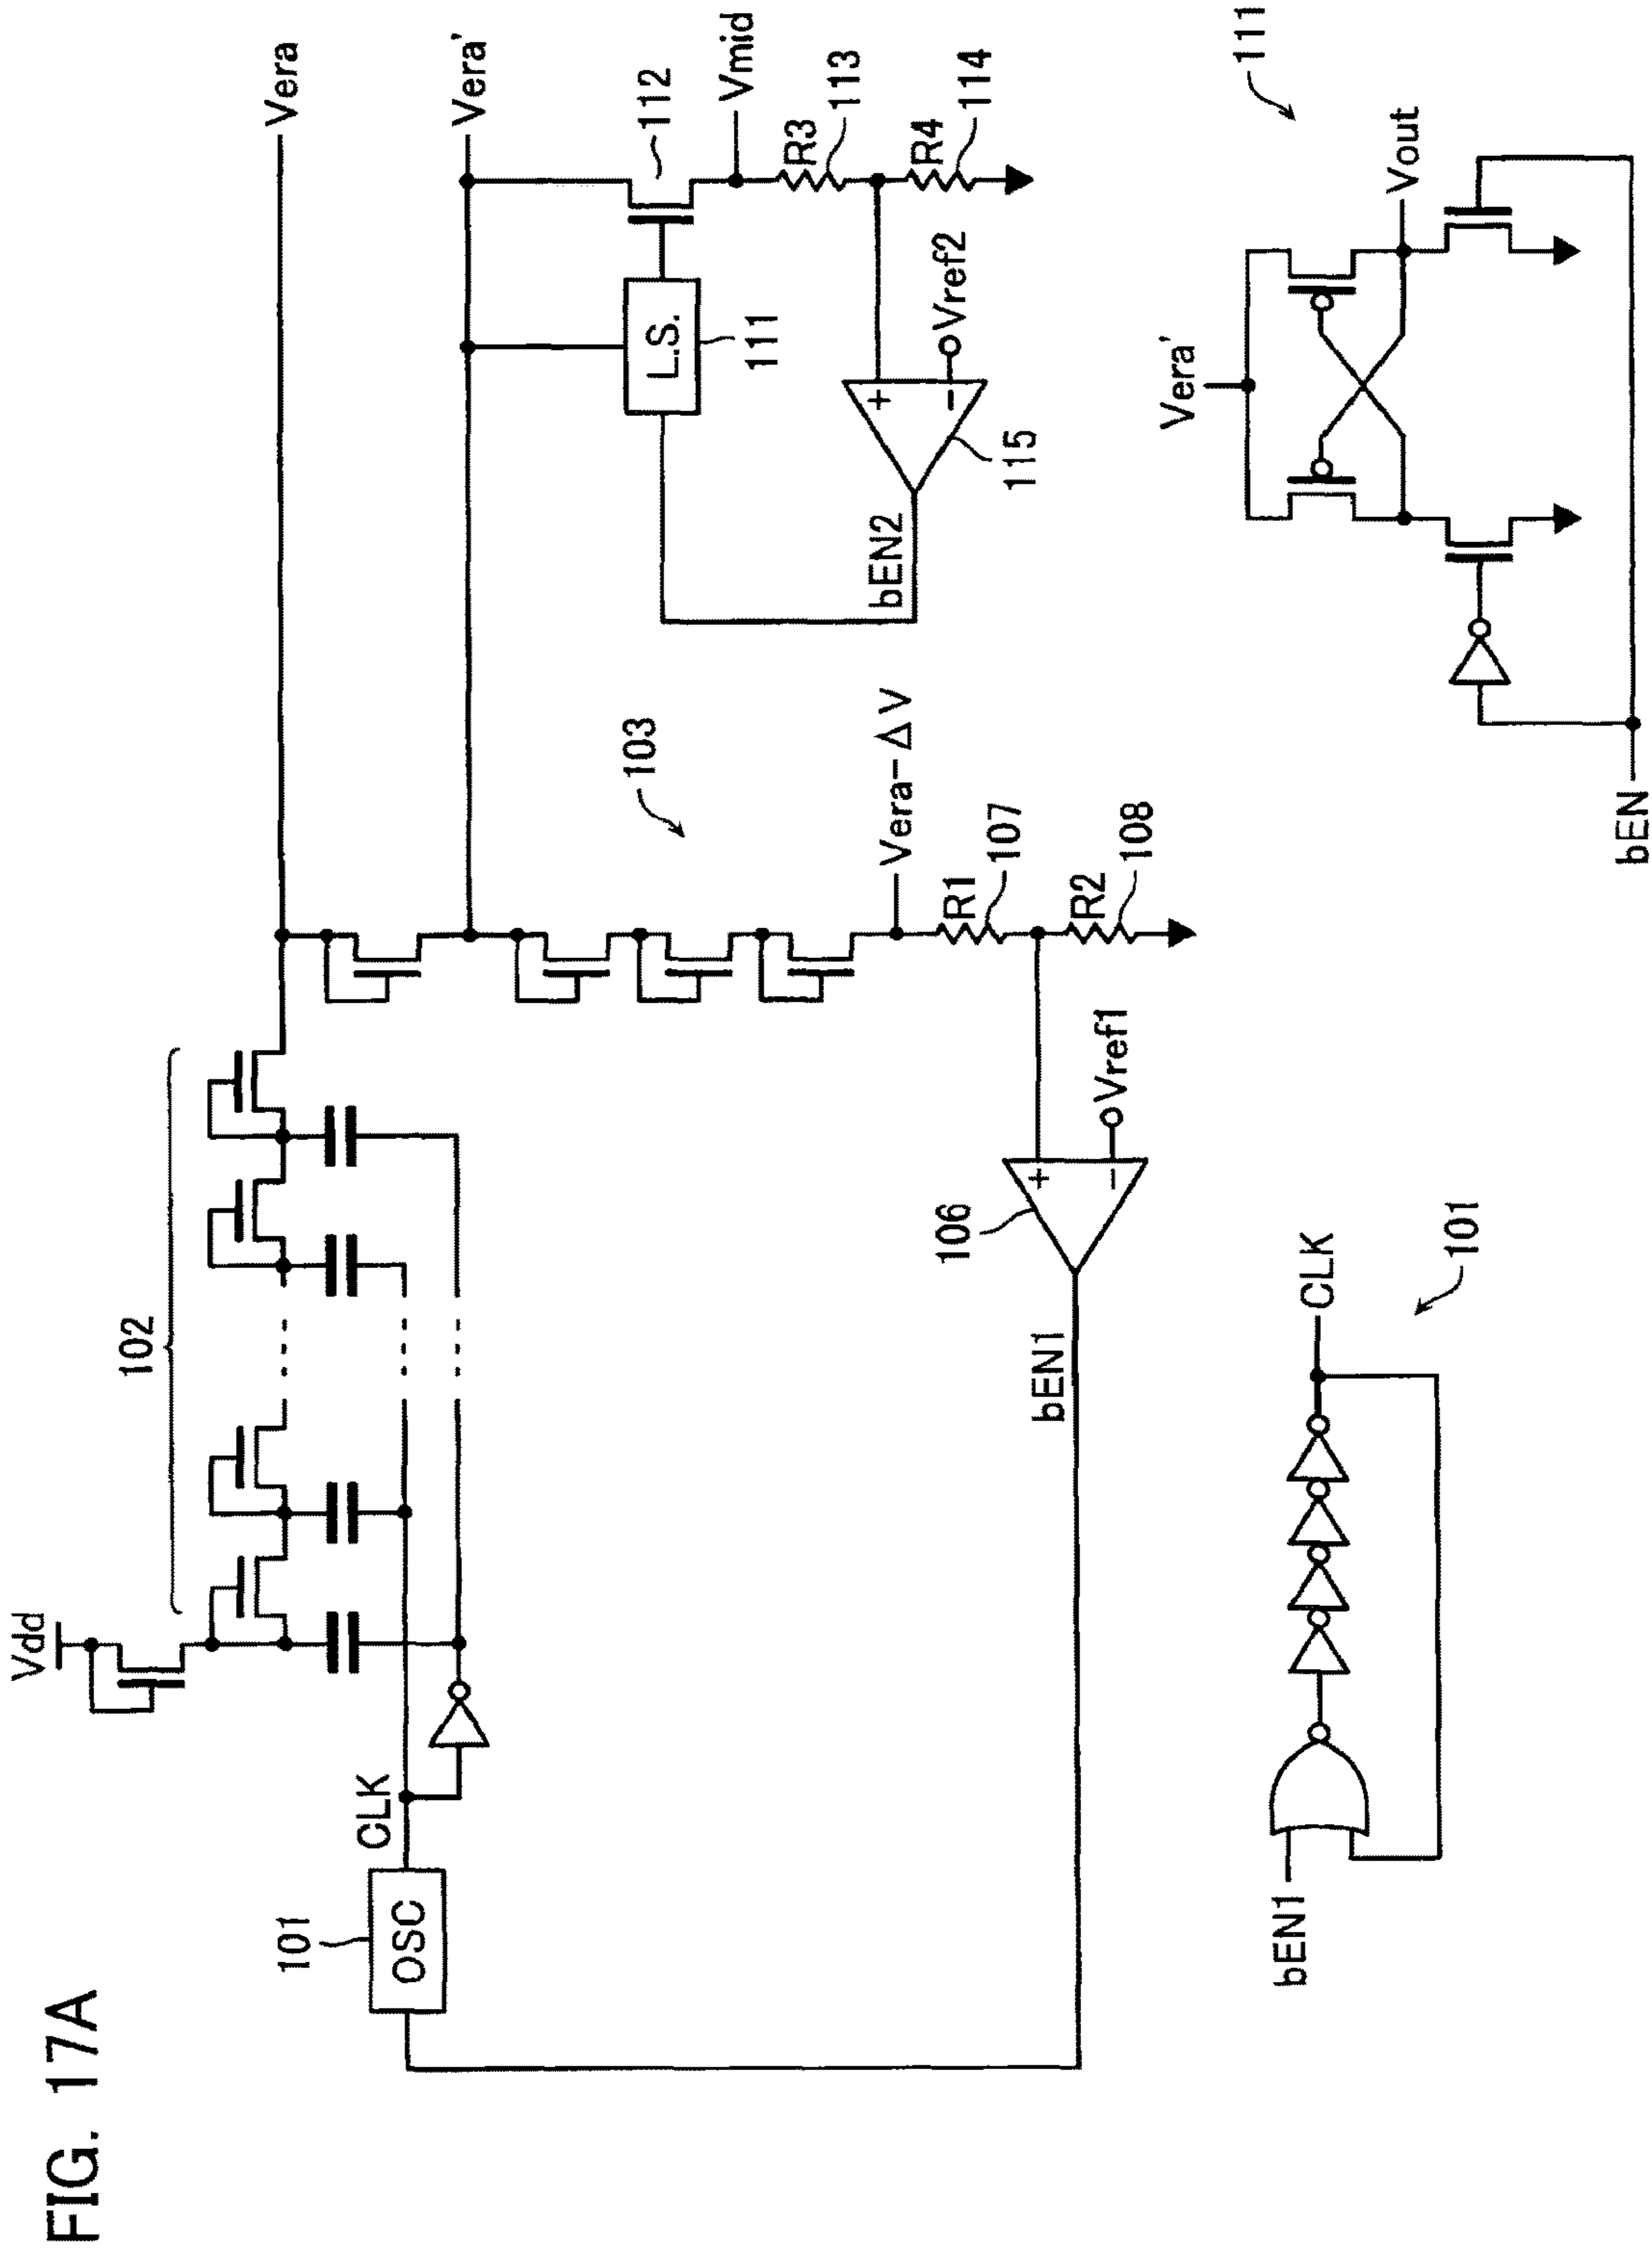 FIG. 17A
Vdd
102
Vera
Vera'
112
Vmid
R3
113
R4
114
L.S.
111
Vref2
+
−
115
bEN2
103
Vera−ΔV
R1
107
R2
108
Vref1
+
−
106
bEN1
CLK
101
OSC
bEN1
CLK
101
111
Vera'
Vout
bEN